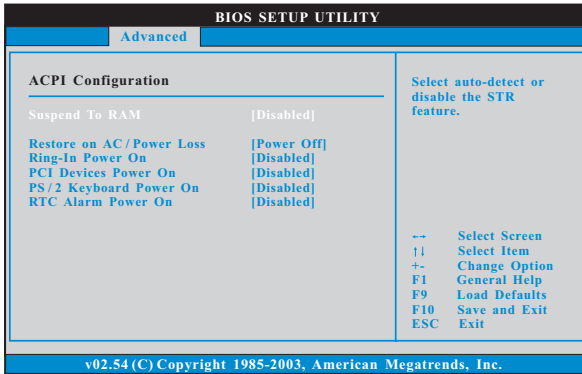 BIOS SETUP UTILITY
Advanced
ACPI Configuration
Suspend To RAM [Disabled]
Restore on AC / Power Loss [Power Off]
Ring-In Power On [Disabled]
PCI Devices Power On [Disabled]
PS / 2 Keyboard Power On [Disabled]
RTC Alarm Power On [Disabled]
Select auto-detect or
disable the STR
feature.
←→ Select Screen
↑↓ Select Item
+- Change Option
F1 General Help
F9 Load Defaults
F10 Save and Exit
ESC Exit
v02.54 (C) Copyright 1985-2003, American Megatrends, Inc.